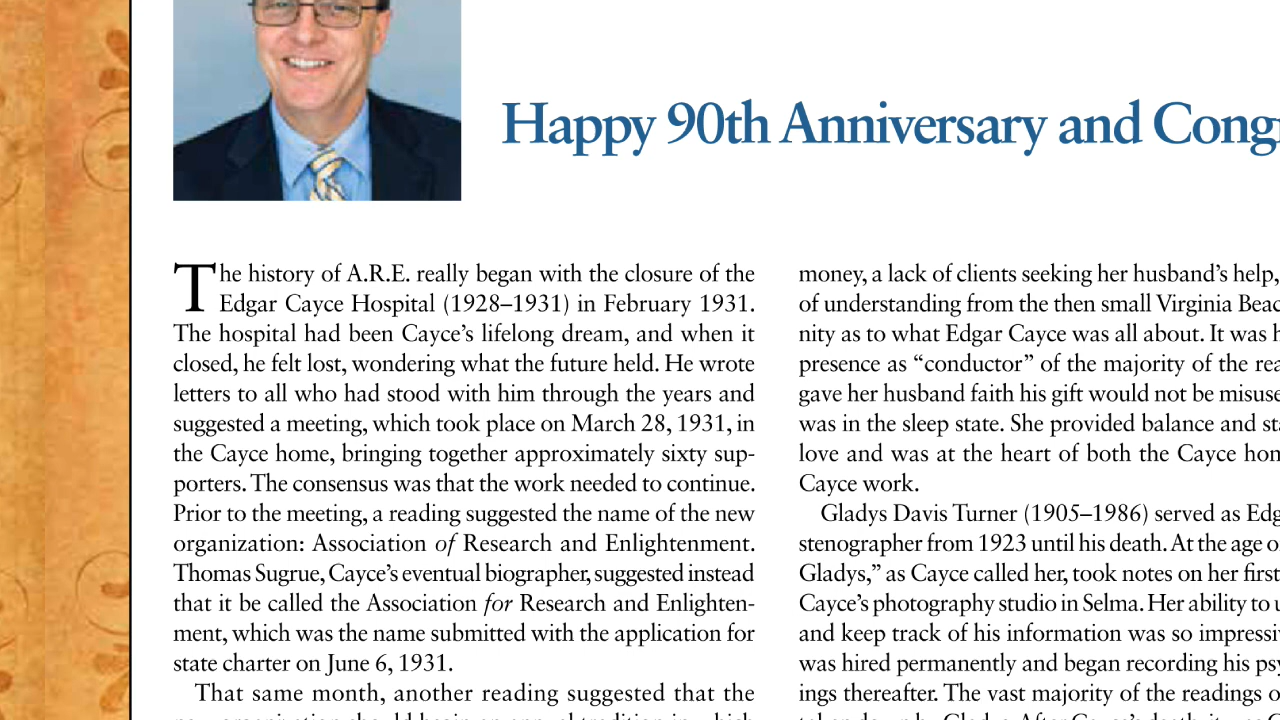 Happy 90th Anniversary and
The history of A.R.E. really began with the closure of the
Edgar Cayce Hospital (1928–1931) in February 1931.
The hospital had been Cayce’s lifelong dream, and when it
closed, he felt lost, wondering what the future held. He wrote
letters to all who had stood with him through the years and
suggested a meeting, which took place on March 28, 1931, in
the Cayce home, bringing together approximately sixty sup-
porters. The consensus was that the work needed to continue.
Prior to the meeting, a reading suggested the name of the new
organization: Association of Research and Enlightenment.
Thomas Sugrue, Cayce’s eventual biographer, suggested instead
that it be called the Association for Research and Enlighten-
ment, which was the name submitted with the application for
state charter on June 6, 1931.
That same month, another reading suggested that the
money, a lack of clients seeking her husband’s help,
of understanding from the then small Virginia
nity as to what Edgar Cayce was all about. It was
presence as “conductor” of the majority of the
gave her husband faith his gift would not be
was in the sleep state. She provided balance and
love and was at the heart of both the Cayce
Cayce work.
Gladys Davis Turner (1905–1986) served as
stenographer from 1923 until his death. At the age
Gladys,” as Cayce called her, took notes on her first
Cayce’s photography studio in Selma. Her ability to
and keep track of his information was so
was hired permanently and began recording his
ings thereafter. The vast majority of the readings